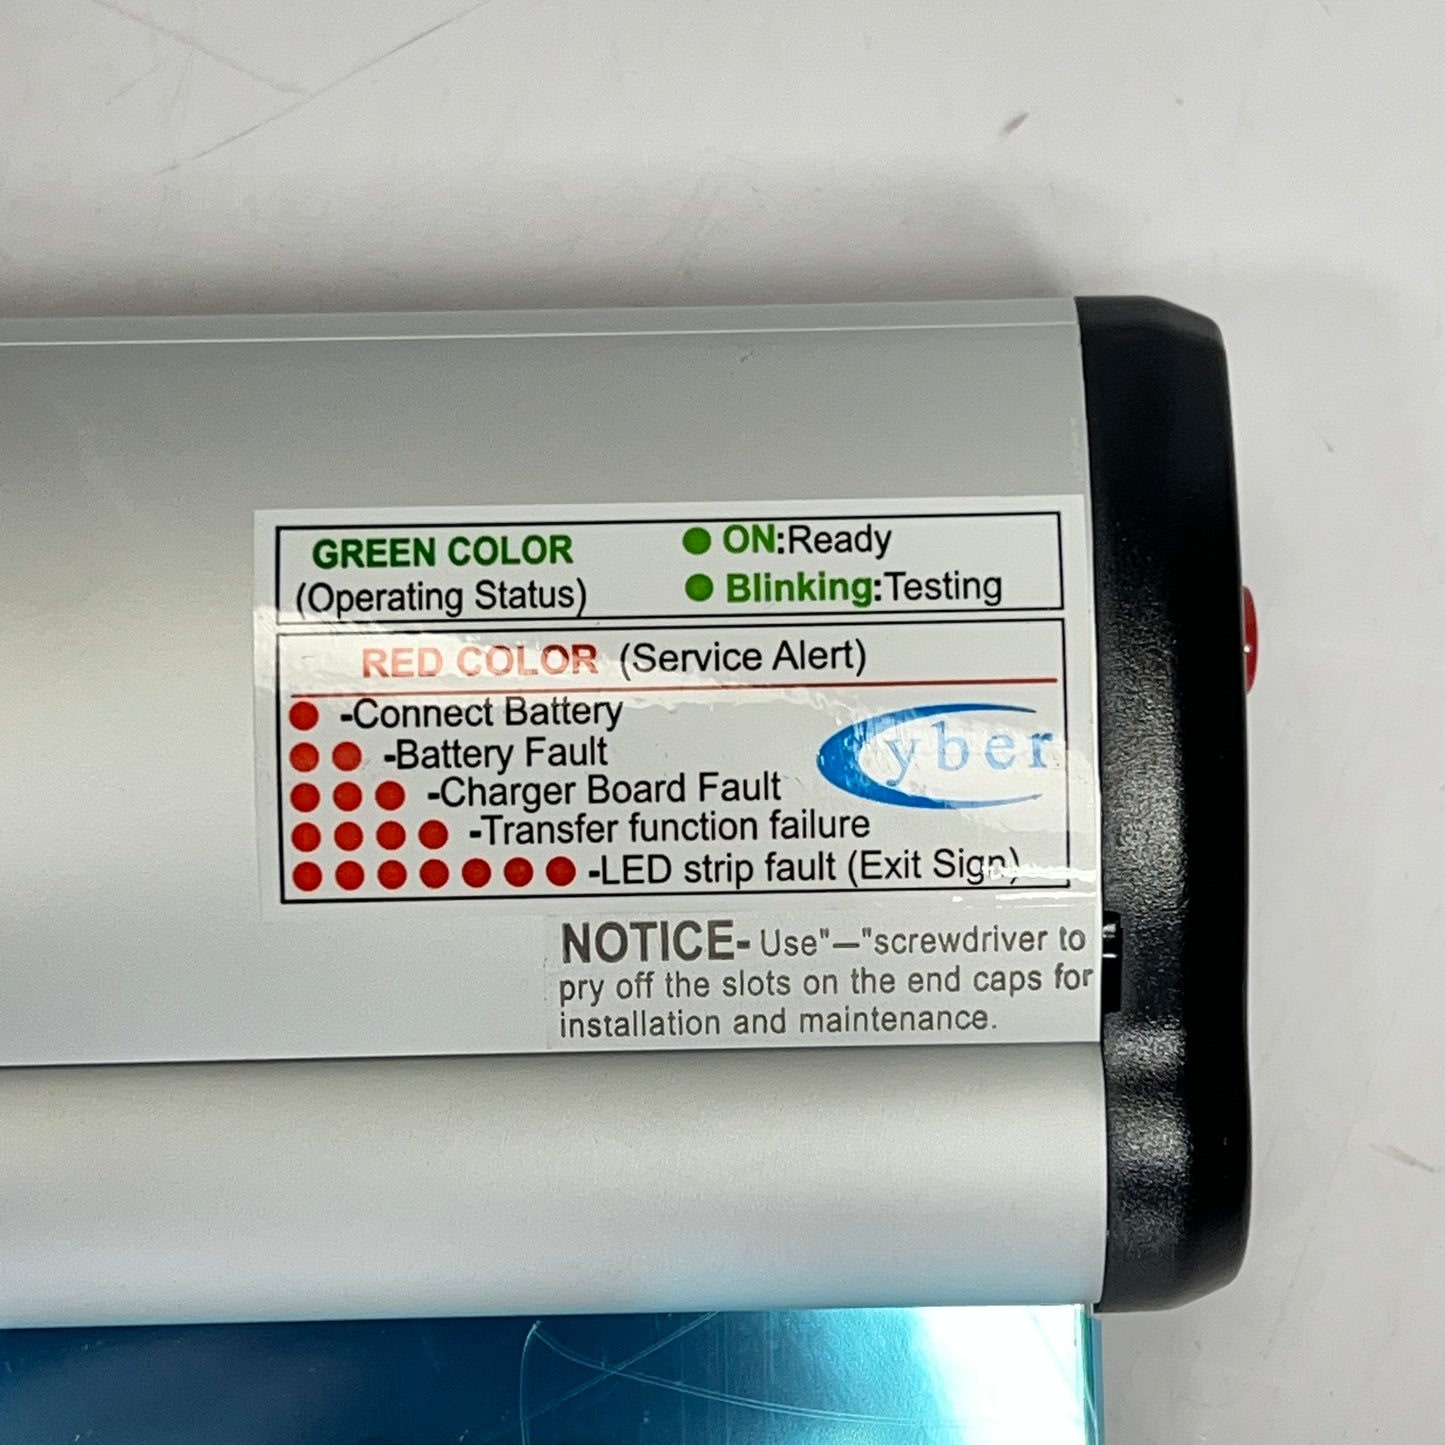 GREEN COLOR ON:Ready
(Operating Status) Blinking:Testing
RED COLOR (Service Alert)
-Connect Battery
-Battery Fault
Cyber
-Charger Board Fault
-Transfer function failure
-LED strip fault (Exit Sign)
NOTICE- Use"—"screwdriver to
pry off the slots on the end caps for
installation and maintenance.